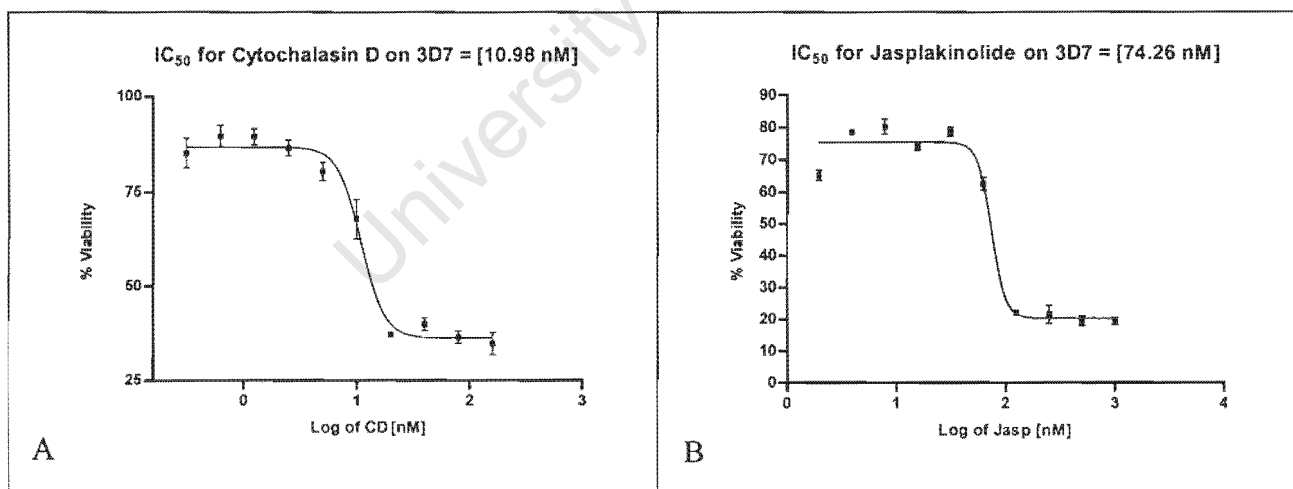 IC50 for Cytochalasin D on 3D7 = [10.98 nM]
100
75
50
25
% Viability
0
1
2
3
Log of CD [nM]
A
IC50 for Jasplakinolide on 3D7 = [74.26 nM]
90
80
70
60
50
40
30
20
10
0
% Viability
0
1
2
3
4
Log of Jasp [nM]
B
University